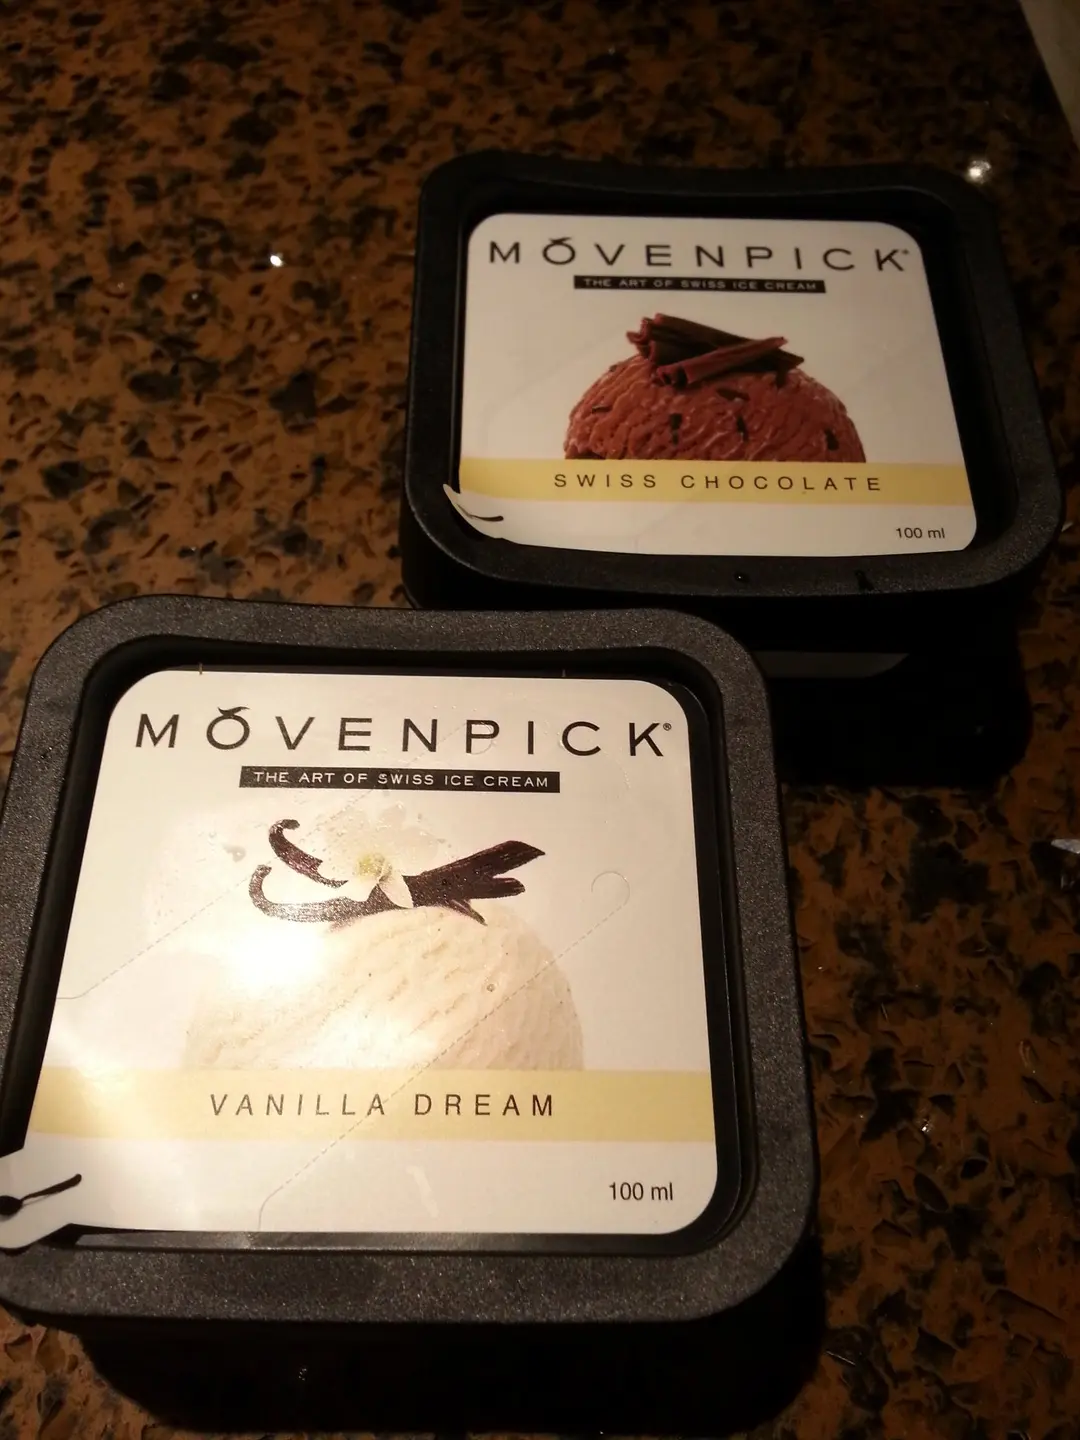 MÖVENPICK®
THE ART OF SWISS ICE CREAM
SWISS CHOCOLATE
100 ml
MÖVENPICK®
THE ART OF SWISS ICE CREAM
VANILLA DREAM
100 ml